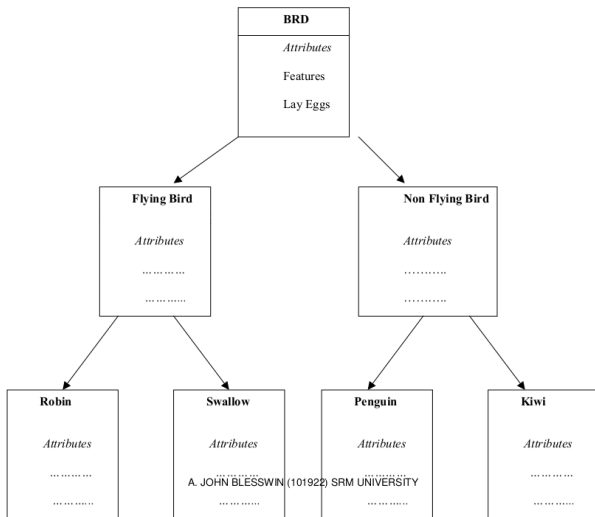 BRD
Attributes
Features
Lay Eggs
Flying Bird
Attributes
…………
………...
Non Flying Bird
Attributes
………..
………..
Robin
Attributes
…………
………..
Swallow
Attributes
…………
………...
Penguin
Attributes
…………
………...
Kiwi
Attributes
…………
………...
A. JOHN BLESSWIN (101922) SRM UNIVERSITY